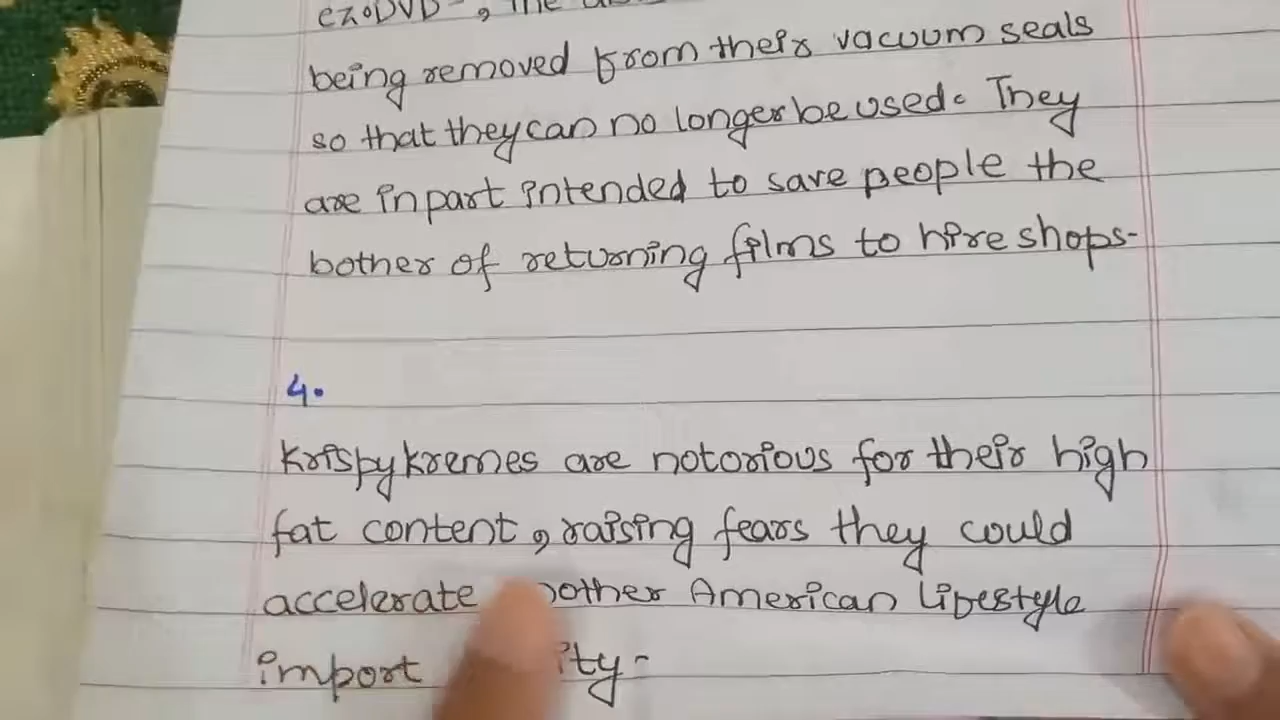 ezoDVD
being removed from their vacuum seals
so that they can no longer be used. They
are in part intended to save people the
bother of returning films to hire shops-
4.
Krispykremes are notorious for their high
fat content, raising fears they could
accelerate American Lifestyle
import